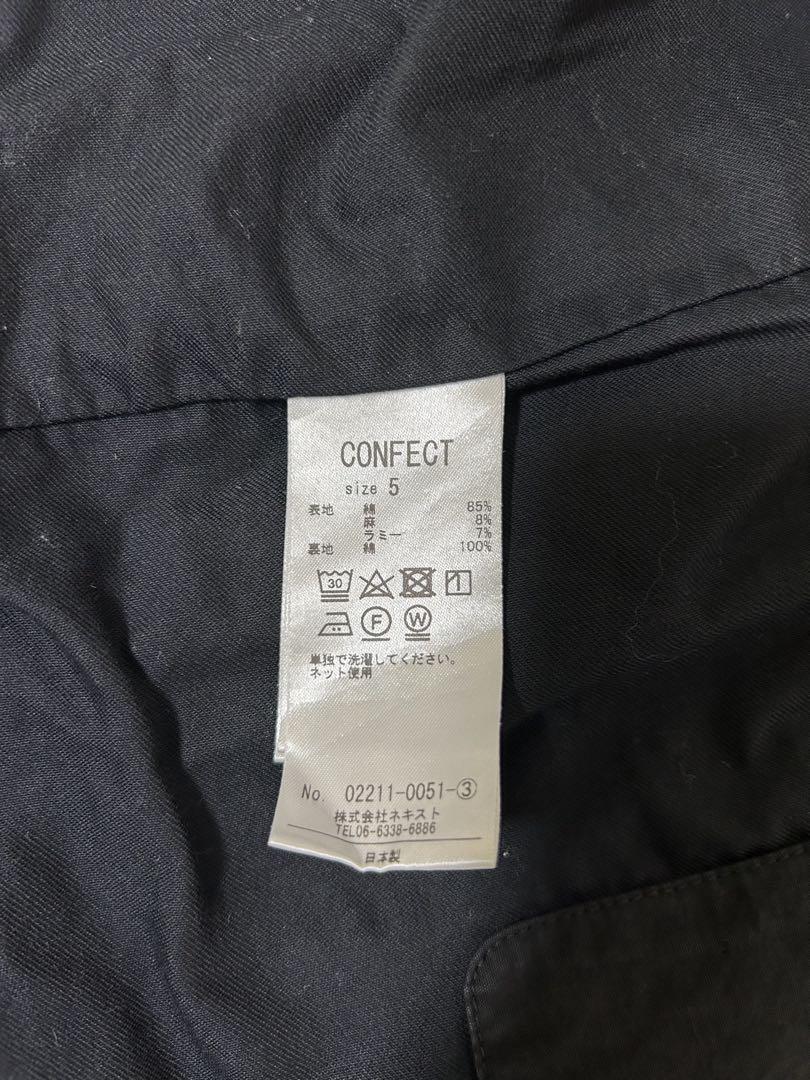 CONFECT
size 5
表地 綿 85%
麻 8%
ラミー 7%
裏地 綿 100%
30
F W
単独で洗濯してください。
ネット使用
No. 02211-0051-③
株式会社ネキスト
TEL06-6338-6886
日本製